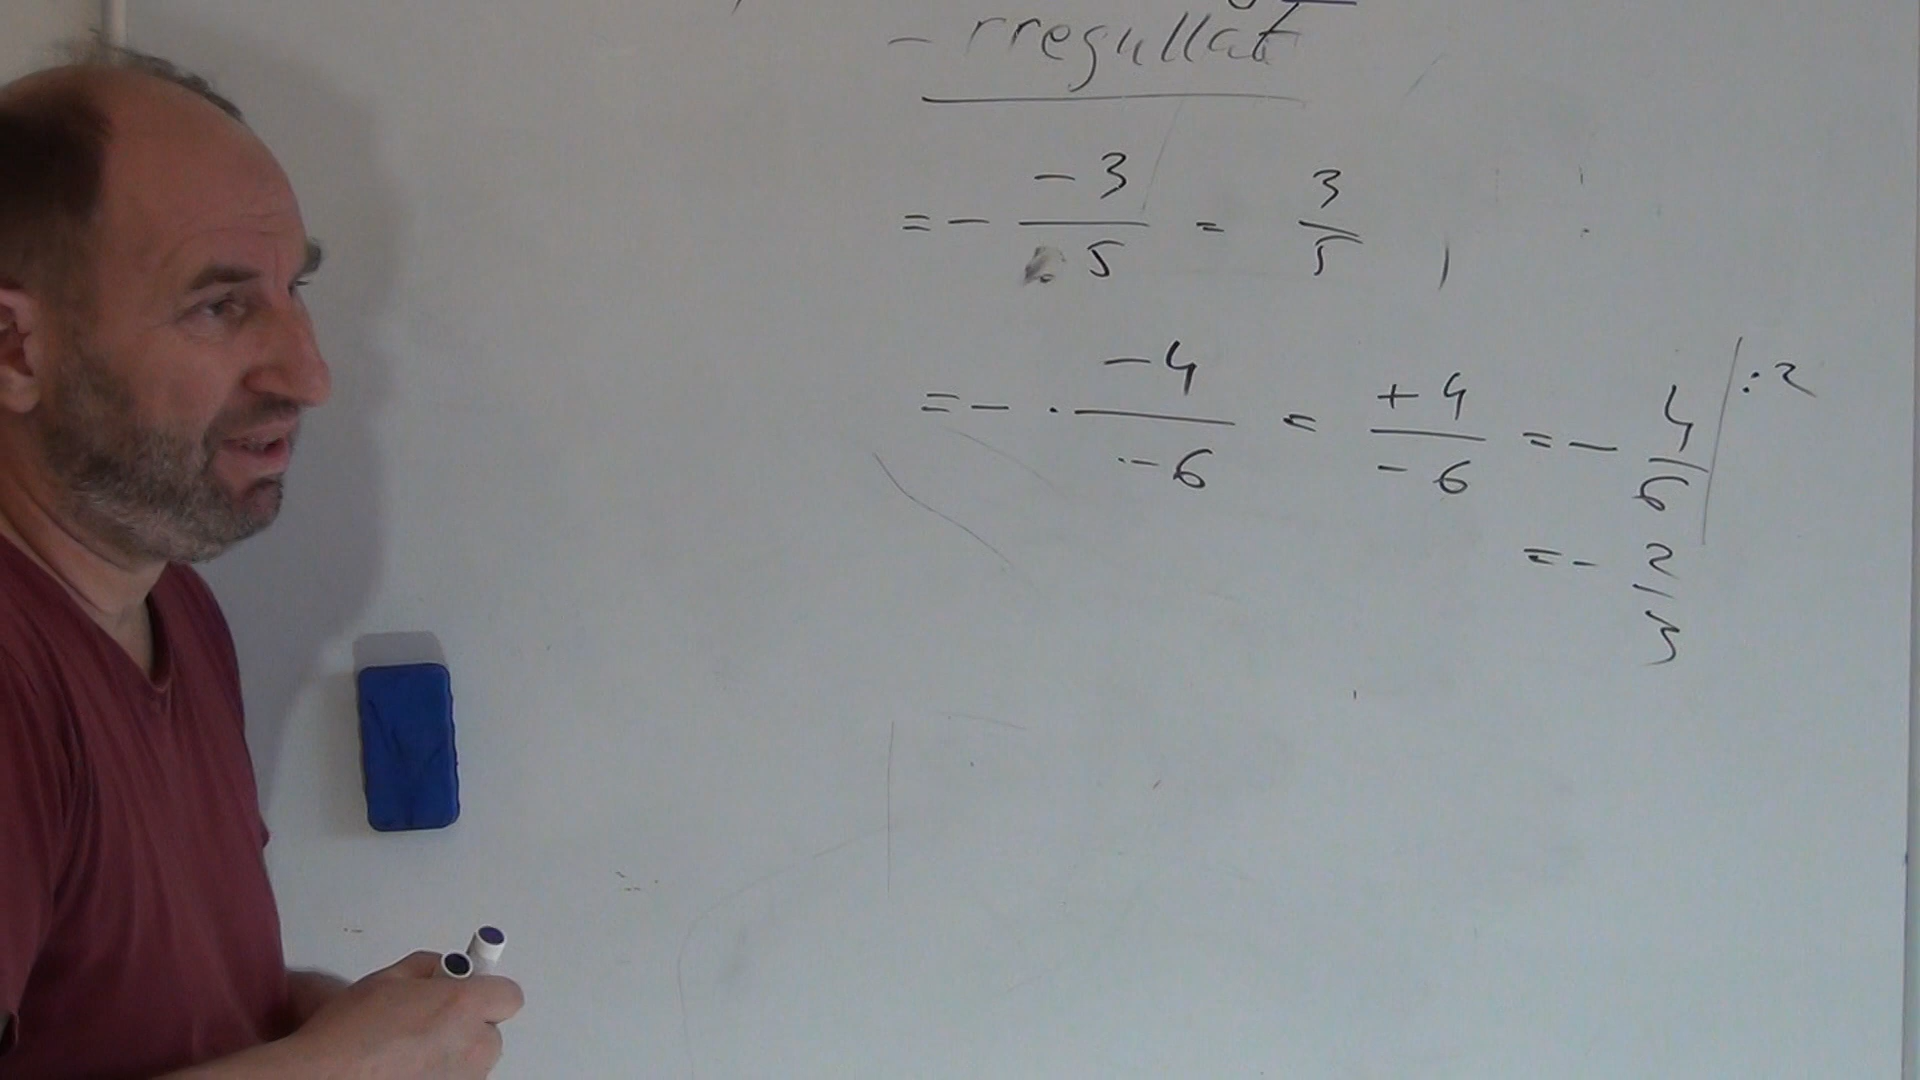 - rregullat
= - -3/5 = 3/5 ,
= - · -4/-6 = +4/-6 = - 4/6 | :2
= - 2/3